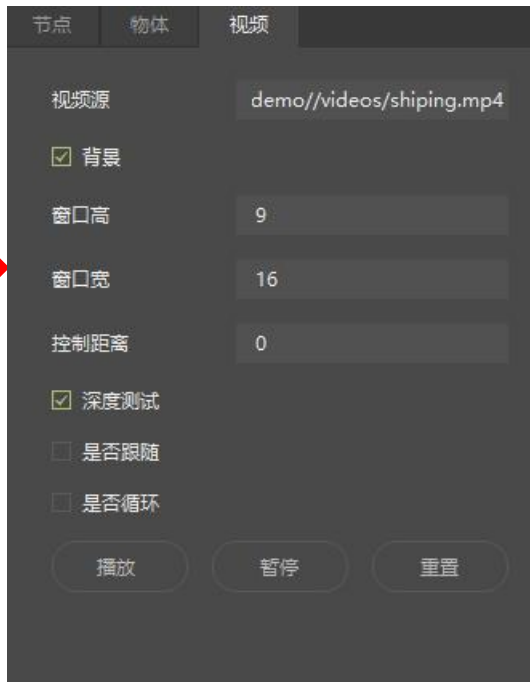 节点 物体 视频
视频源 demo//videos/shiping.mp4
背景
窗口高 9
窗口宽 16
控制距离 0
深度测试
是否跟随
是否循环
播放 暂停 重置